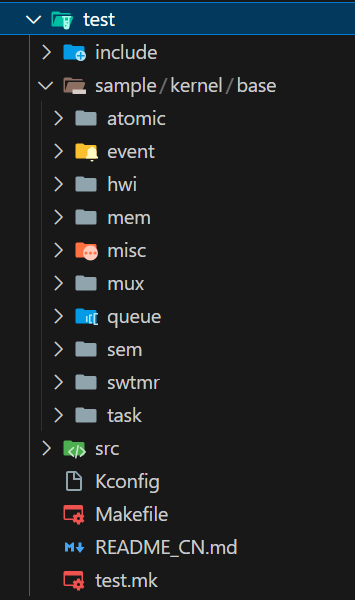 test
include
sample/kernel/base
atomic
event
hwi
mem
misc
mux
queue
sem
swtmr
task
src
Kconfig
Makefile
README_CN.md
test.mk